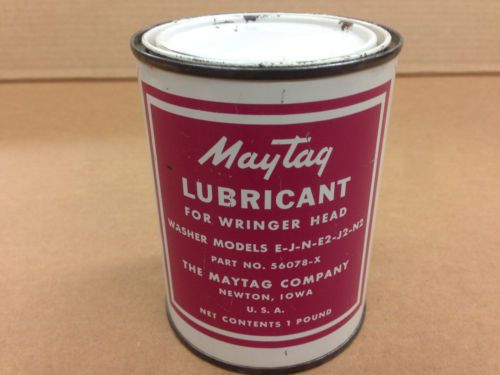 Maytag
LUBRICANT
FOR WRINGER HEAD
WASHER MODELS E-J-N-E2-J2-N2
PART NO. 56078-X
THE MAYTAG COMPANY
NEWTON, IOWA
U. S. A.
NET CONTENTS 1 POUND